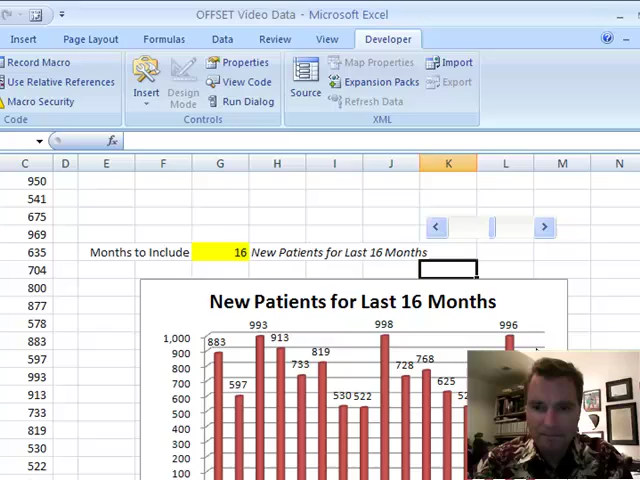 OFFSET Video Data - Microsoft Excel
Insert Page Layout Formulas Data Review View Developer
Record Macro
Use Relative References
Macro Security
Code
Insert
Design Mode
Properties
View Code
Run Dialog
Controls
Source
Map Properties
Expansion Packs
Refresh Data
Import
Export
XML
fx
C D E F G H I J K L M N
950
541
675
969
635 Months to Include 16 New Patients for Last 16 Months
704
800
877
578
883
597
993
913
733
819
530
522
New Patients for Last 16 Months
1,000
900
800
700
600
500
400
300
200
100
883 597 993 913 733 819 530 522 998 728 768 625 996